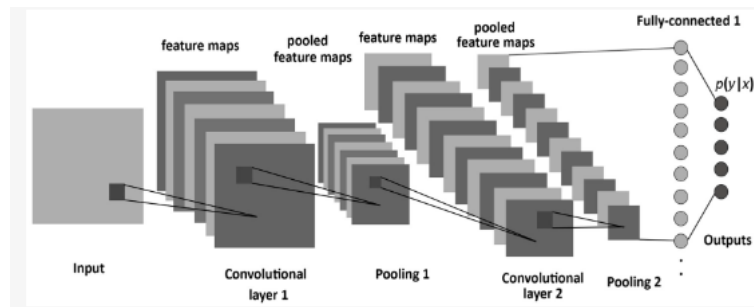 Fully-connected 1
feature maps
pooled
feature maps
feature maps
pooled
feature maps
p(y|x)
Input
Convolutional
layer 1
Pooling 1
Convolutional
layer 2
Pooling 2
Outputs